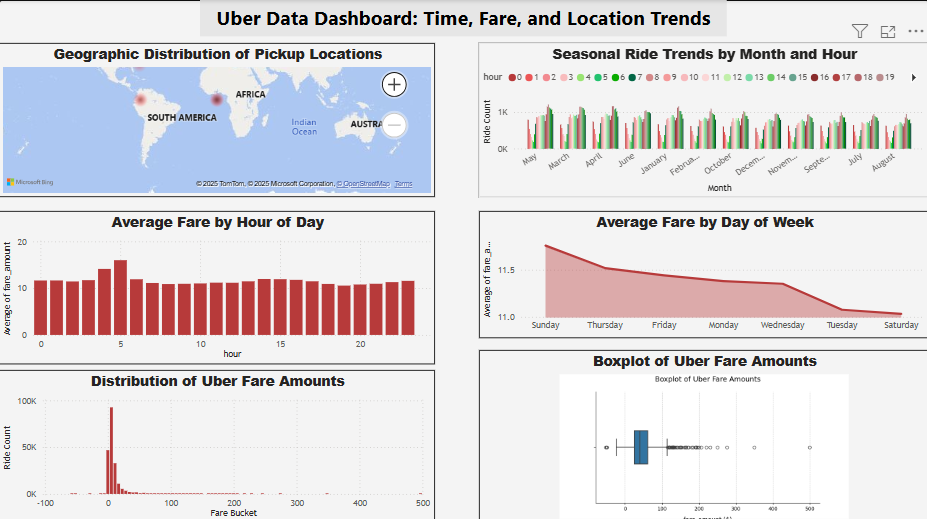 Uber Data Dashboard: Time, Fare, and Location Trends
Geographic Distribution of Pickup Locations
AFRICA
SOUTH AMERICA
Indian
Ocean
AUSTRA
Microsoft Bing
© 2025 TomTom, © 2025 Microsoft Corporation, © OpenStreetMap Terms
Seasonal Ride Trends by Month and Hour
hour 0 1 2 3 4 5 6 7 8 9 10 11 12 13 14 15 16 17 18 19
Ride Count
1K
0K
May March April June January Februa... October Decem... Novem... Septe... July August
Month
Average Fare by Hour of Day
Average of fare_amount
20
10
0
0 5 10 15 20
hour
Average Fare by Day of Week
Average of fare_a...
11.5
11.0
Sunday Thursday Friday Monday Wednesday Tuesday Saturday
Distribution of Uber Fare Amounts
Ride Count
100K
50K
0K
-100 0 100 200 300 400 500
Fare Bucket
Boxplot of Uber Fare Amounts
Boxplot of Uber Fare Amounts
0 100 200 300 400 500